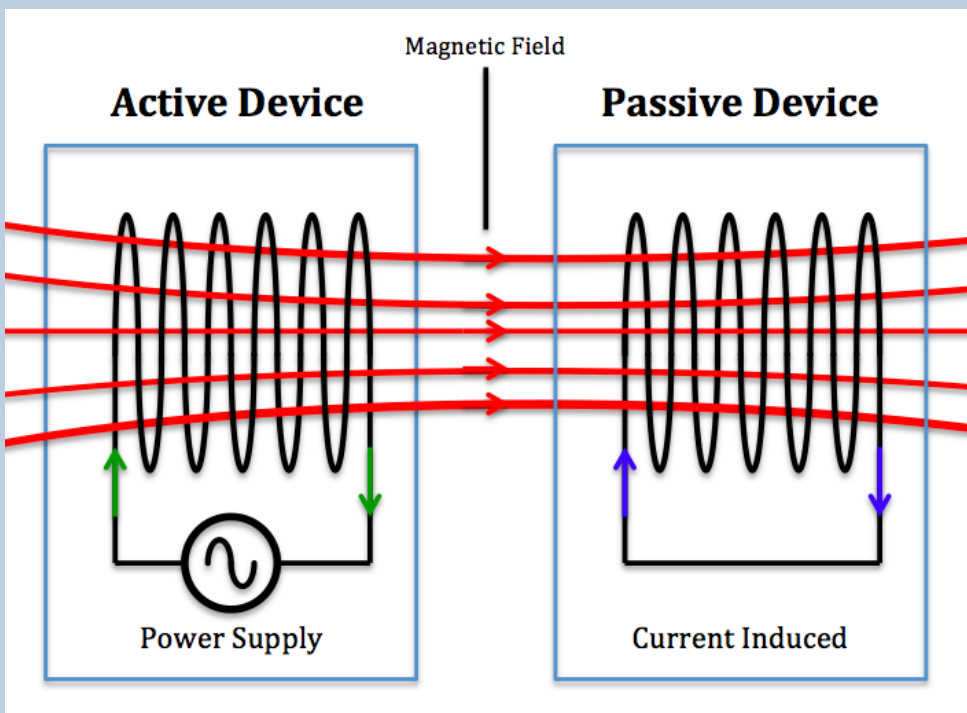 Magnetic Field
Active Device
Passive Device
Power Supply
Current Induced